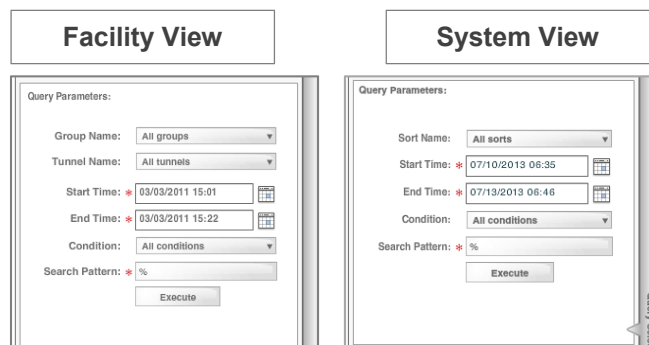 Facility View
Query Parameters:
Group Name: All groups
Tunnel Name: All tunnels
Start Time: * 03/03/2011 15:01
End Time: * 03/03/2011 15:22
Condition: All conditions
Search Pattern: * %
Execute
System View
Query Parameters:
Sort Name: All sorts
Start Time: * 07/10/2013 06:35
End Time: * 07/13/2013 06:46
Condition: All conditions
Search Pattern: * %
Execute